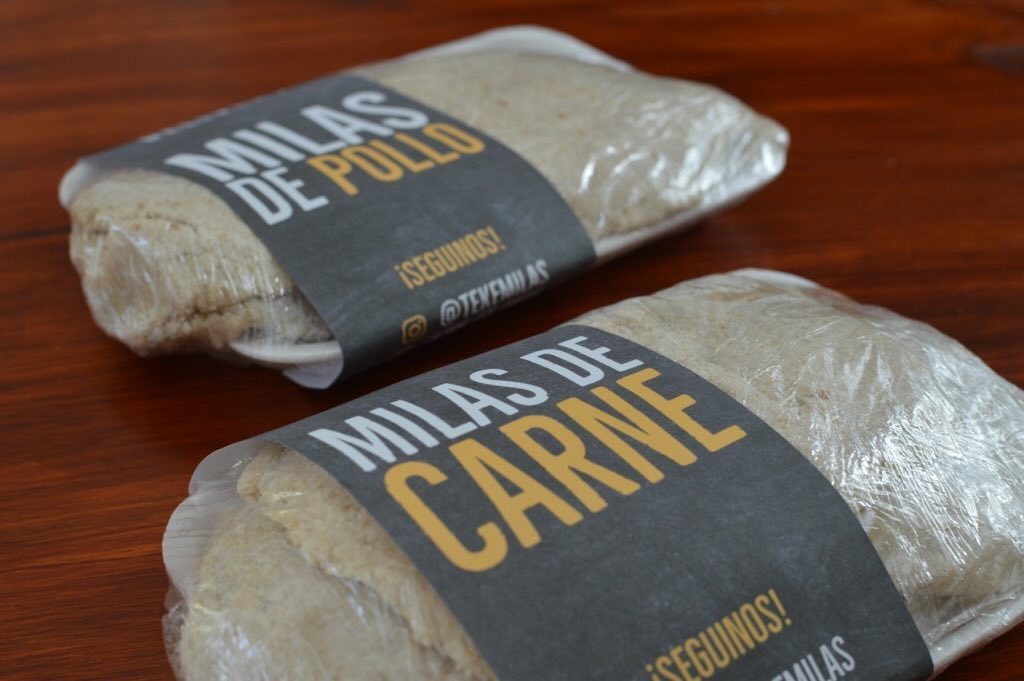 MILAS
DE POLLO
¡SEGUINOS!
@TEKEMILAS
MILAS DE
CARNE
¡SEGUINOS!